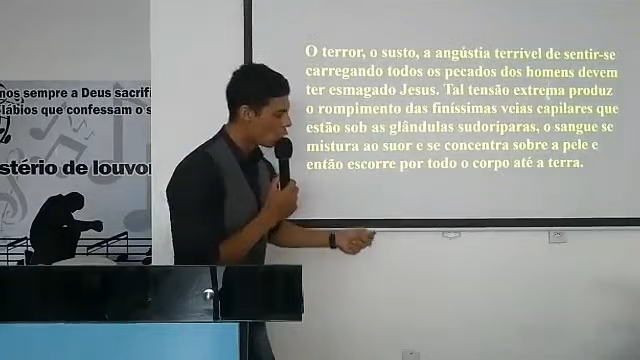 O terror, o susto, a angústia terrível de sentir-se
carregando todos os pecados dos homens devem
ter esmagado Jesus. Tal tensão extrema produz
o rompimento das finíssimas veias capilares que
estão sob as glândulas sudoríparas, o sangue se
mistura ao suor e se concentra sobre a pele e
então escorre por todo o corpo até a terra.
nos sempre a Deus sacrifí
lábios que confessam o s
stério de louvor